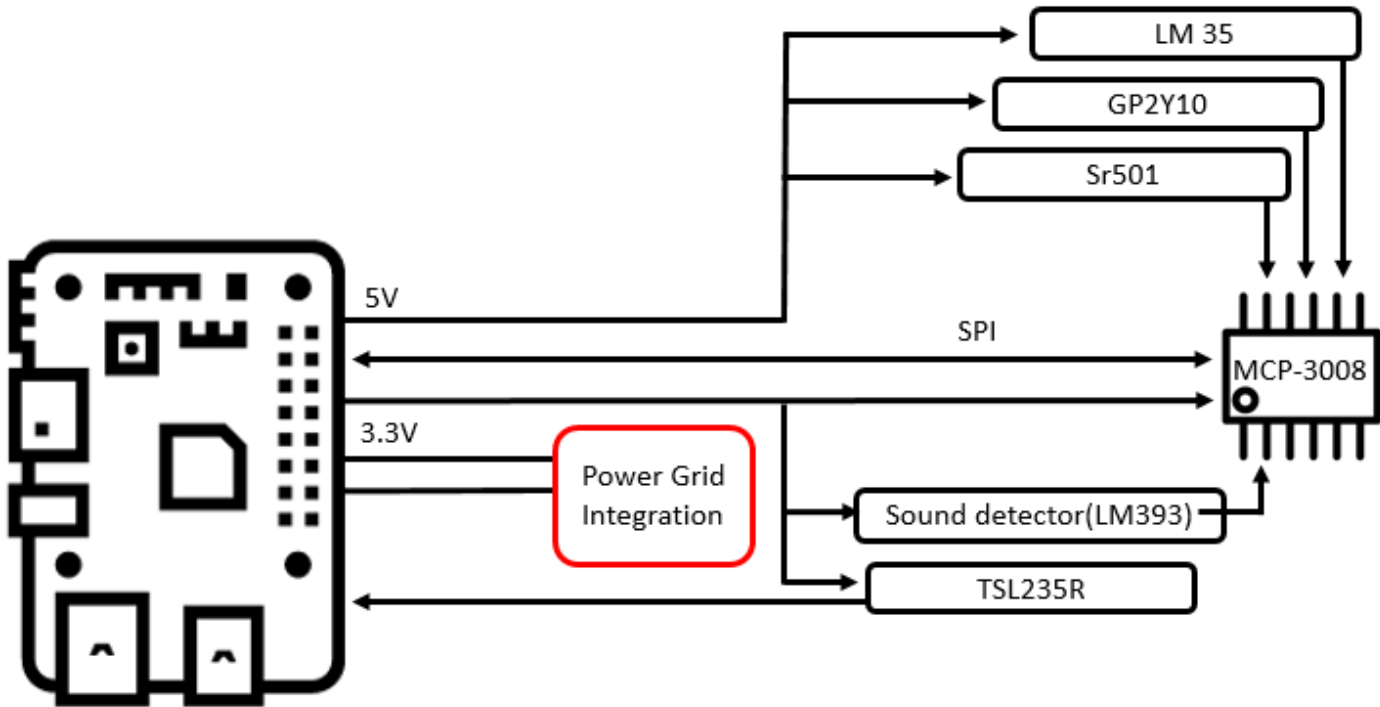 LM 35
GP2Y10
Sr501
5V
SPI
MCP-3008
3.3V
Power Grid
Integration
Sound detector(LM393)
TSL235R